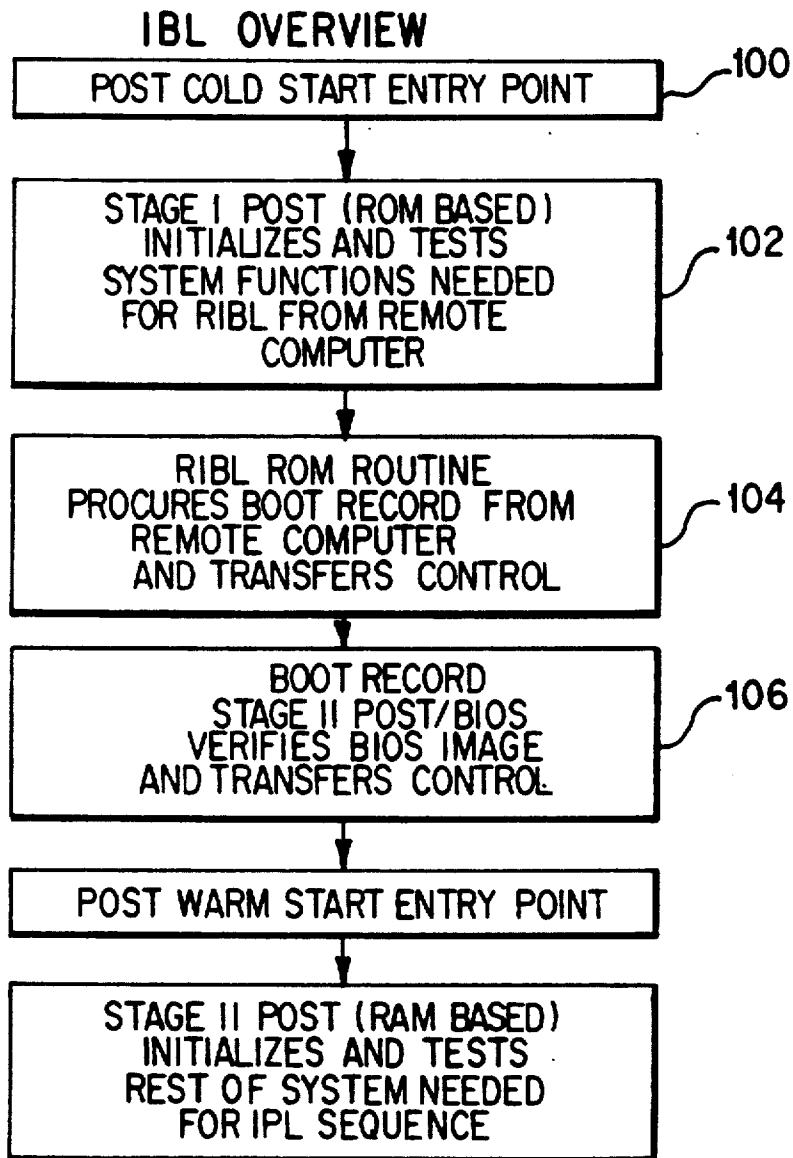 IBL OVERVIEW
POST COLD START ENTRY POINT
100
STAGE I POST (ROM BASED)
INITIALIZES AND TESTS
SYSTEM FUNCTIONS NEEDED
FOR RIBL FROM REMOTE
COMPUTER
102
RIBL ROM ROUTINE
PROCURES BOOT RECORD FROM
REMOTE COMPUTER
AND TRANSFERS CONTROL
104
BOOT RECORD
STAGE II POST/BIOS
VERIFIES BIOS IMAGE
AND TRANSFERS CONTROL
106
POST WARM START ENTRY POINT
STAGE II POST (RAM BASED)
INITIALIZES AND TESTS
REST OF SYSTEM NEEDED
FOR IPL SEQUENCE